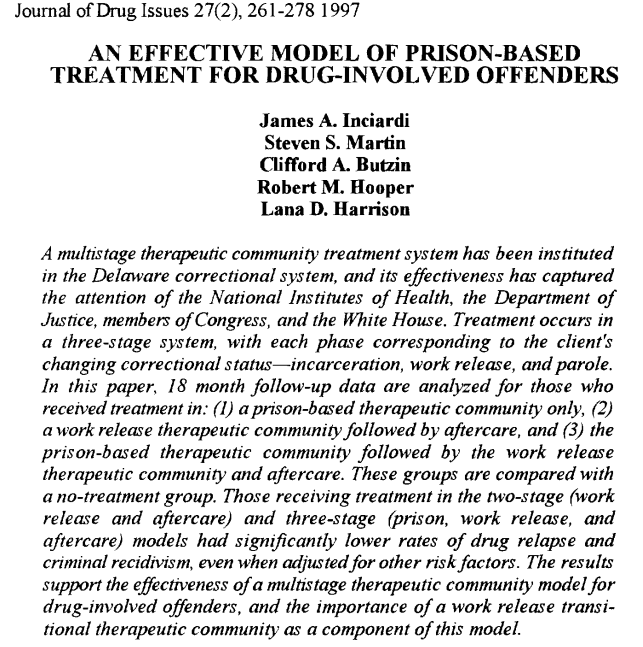 Journal of Drug Issues 27(2), 261-278 1997
AN EFFECTIVE MODEL OF PRISON-BASED
TREATMENT FOR DRUG-INVOLVED OFFENDERS
James A. Inciardi
Steven S. Martin
Clifford A. Butzin
Robert M. Hooper
Lana D. Harrison
A multistage therapeutic community treatment system has been instituted
in the Delaware correctional system, and its effectiveness has captured
the attention of the National Institutes of Health, the Department of
Justice, members of Congress, and the White House. Treatment occurs in
a three-stage system, with each phase corresponding to the client's
changing correctional status—incarceration, work release, and parole.
In this paper, 18 month follow-up data are analyzed for those who
received treatment in: (1) a prison-based therapeutic community only, (2)
a work release therapeutic community followed by aftercare, and (3) the
prison-based therapeutic community followed by the work release
therapeutic community and aftercare. These groups are compared with
a no-treatment group. Those receiving treatment in the two-stage (work
release and aftercare) and three-stage (prison, work release, and
aftercare) models had significantly lower rates of drug relapse and
criminal recidivism, even when adjusted for other risk factors. The results
support the effectiveness of a multistage therapeutic community model for
drug-involved offenders, and the importance of a work release transi-
tional therapeutic community as a component of this model.